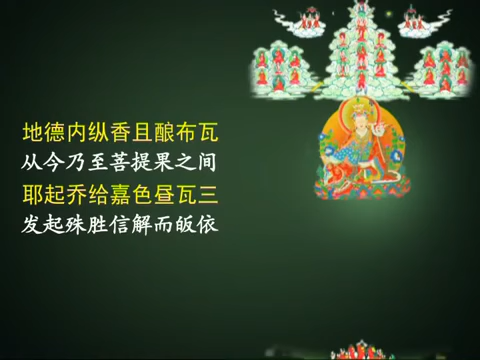 地德内纵香且酿布瓦
从今乃至菩提果之间
耶起乔给嘉色昼瓦三
发起殊胜信解而皈依